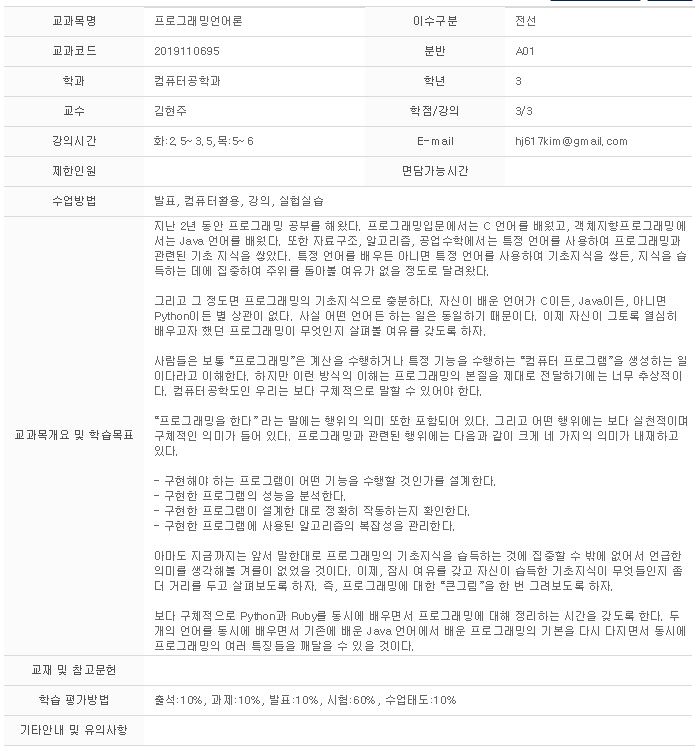 교과목명 프로그래밍언어론 이수구분 전선
교과코드 2019110695 분반 A01
학과 컴퓨터공학과 학년 3
교수 김현주 학점/강의 3/3
강의시간 화:2,5~3,5,목:5~6 E-mail hj617kim@gmail.com
제한인원 면담가능시간
수업방법 발표, 컴퓨터활용, 강의, 실험실습
교과목개요 및 학습목표
지난 2년 동안 프로그래밍 공부를 해왔다. 프로그래밍입문에서는 C 언어를 배웠고, 객체지향프로그래밍에
서는 Java 언어를 배웠다. 또한 자료구조, 알고리즘, 공업수학에서는 특정 언어를 사용하여 프로그래밍과
관련된 기초 지식을 쌓았다. 특정 언어를 배우든 아니면 특정 언어를 사용하여 기초지식을 쌓든, 지식을 습
득하는 데에 집중하여 주위를 돌아볼 여유가 없을 정도로 달려왔다.
그리고 그 정도면 프로그래밍의 기초지식으로 충분하다. 자신이 배운 언어가 C이든, Java이든, 아니면
Python이든 별 상관이 없다. 사실 어떤 언어든 하는 일은 동일하기 때문이다. 이제 자신이 그토록 열심히
배우고자 했던 프로그래밍이 무엇인지 살펴볼 여유를 갖도록 하자.
사람들은 보통 “프로그래밍”은 계산을 수행하거나 특정 기능을 수행하는 “컴퓨터 프로그램”을 생성하는 일
이다라고 이해한다. 하지만 이런 방식의 이해는 프로그래밍의 본질을 제대로 전달하기에는 너무 추상적이
다. 컴퓨터공학도인 우리는 보다 구체적으로 말할 수 있어야 한다.
“프로그래밍을 한다” 라는 말에는 행위의 의미 또한 포함되어 있다. 그리고 어떤 행위에는 보다 실천적이며
구체적인 의미가 들어 있다. 프로그래밍과 관련된 행위에는 다음과 같이 크게 네 가지의 의미가 내재하고
있다.
- 구현해야 하는 프로그램이 어떤 기능을 수행할 것인가를 설계한다.
- 구현한 프로그램의 성능을 분석한다.
- 구현한 프로그램이 설계한 대로 정확히 작동하는지 확인한다.
- 구현한 프로그램에 사용된 알고리즘의 복잡성을 관리한다.
아마도 지금까지는 앞서 말한대로 프로그래밍의 기초지식을 습득하는 것에 집중할 수 밖에 없어서 언급한
의미를 생각해볼 겨를이 없었을 것이다. 이제, 잠시 여유를 갖고 자신이 습득한 기초지식이 무엇들인지 좀
더 거리를 두고 살펴보도록 하자. 즉, 프로그래밍에 대한 “큰그림”을 한 번 그려보도록 하자.
보다 구체적으로 Python과 Ruby를 동시에 배우면서 프로그래밍에 대해 정리하는 시간을 갖도록 한다. 두
개의 언어를 동시에 배우면서 기존에 배운 Java 언어에서 배운 프로그래밍의 기본을 다시 다지면서 동시에
프로그래밍의 여러 특징들을 깨달을 수 있을 것이다.
교재 및 참고문헌
학습 평가방법 출석:10%, 과제:10%, 발표:10%, 시험:60%, 수업태도:10%
기타안내 및 유의사항